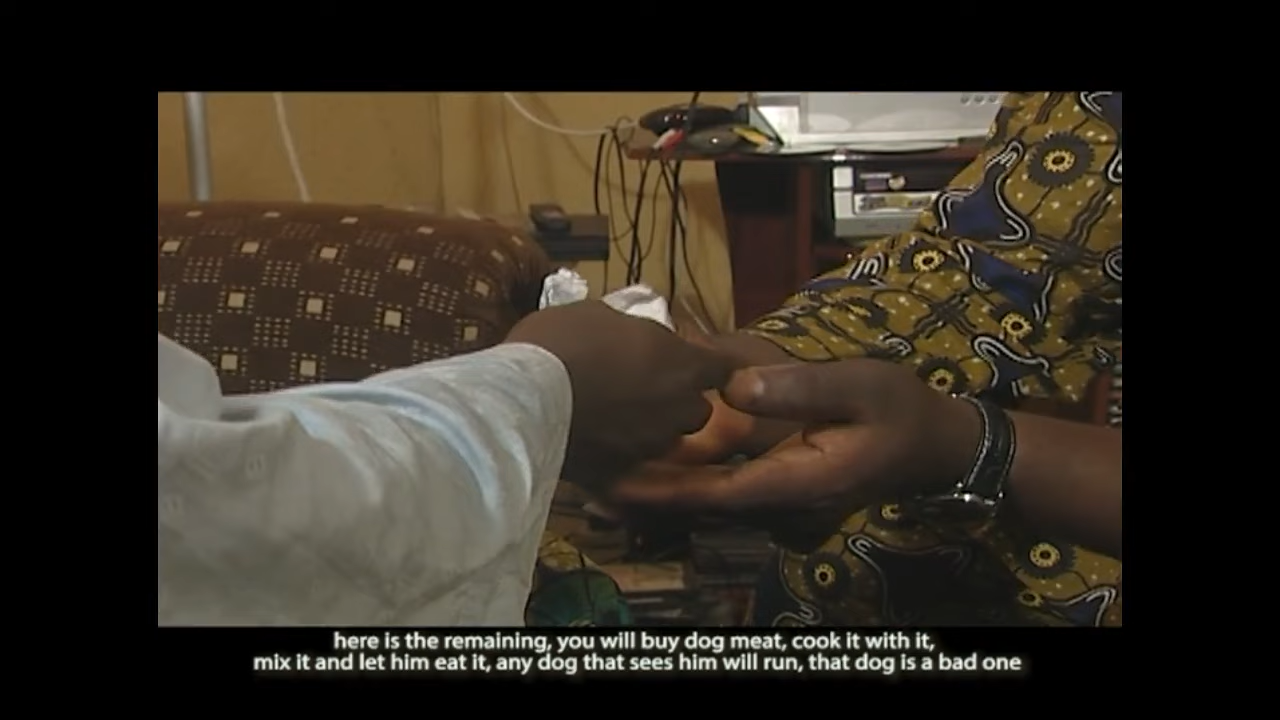 here is the remaining, you will buy dog meat, cook it with it,
mix it and let him eat it, any dog that sees him will run, that dog is a bad one